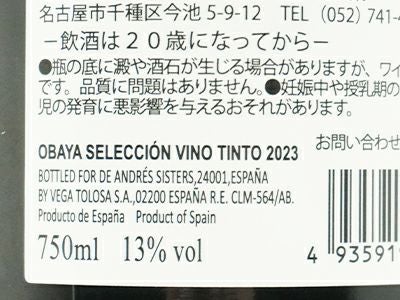 名古屋市千種区今池 5-9-12　TEL (052) 741-4
−飲酒は２０歳になってから−
●瓶の底に澱や酒石が生じる場合がありますが、ワイ
です。品質に問題はありません。●妊娠中や授乳期の
児の発育に悪影響を与えるおそれがあります。
お問い合わせ
OBAYA SELECCIÓN VINO TINTO 2023
BOTTLED FOR DE ANDRÉS SISTERS,24001,ESPAÑA
BY VEGA TOLOSA S.A.,02200 ESPAÑA R.E. CLM-564/AB.
Producto de España Product of Spain
750ml 13% vol
4 93591